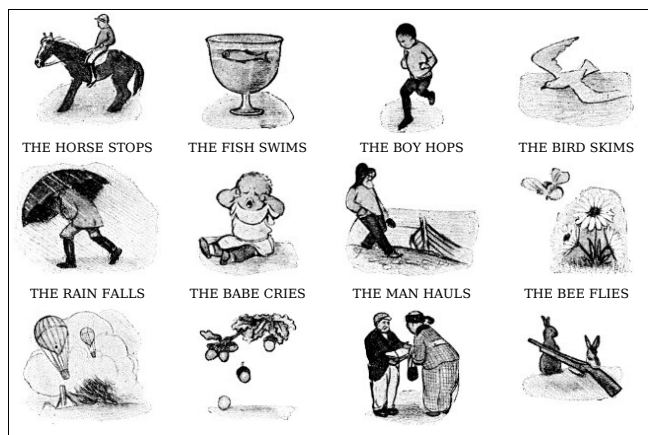 THE HORSE STOPS
THE FISH SWIMS
THE BOY HOPS
THE BIRD SKIMS
THE RAIN FALLS
THE BABE CRIES
THE MAN HAULS
THE BEE FLIES